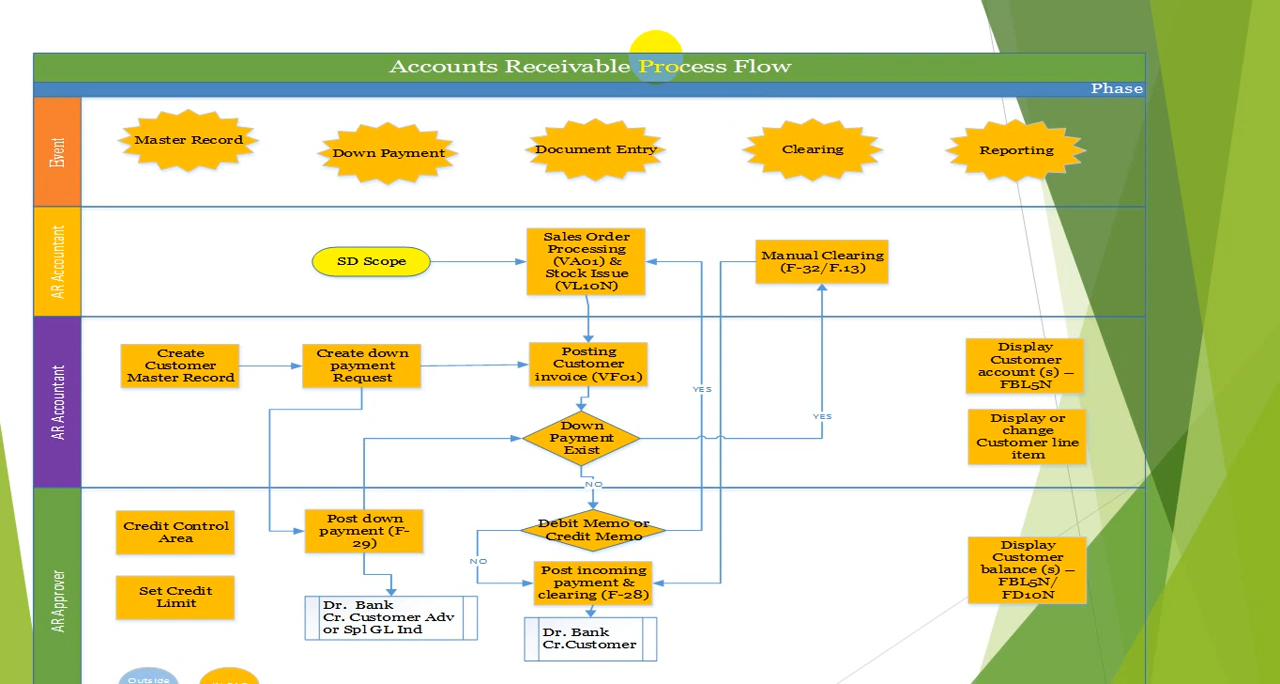 Accounts Receivable Process Flow
Phase
Event
Master Record
Down Payment
Document Entry
Clearing
Reporting
AR Accountant
SD Scope
Sales Order
Processing
(VA01) &
Stock Issue
(VL10N)
Manual Clearing
(F-32/F.13)
AR Accountant
Create
Customer
Master Record
Create down
payment
Request
Posting
Customer
invoice (VF01)
Down
Payment
Exist
YES
YES
NO
Display
Customer
account (s) –
FBL5N
Display or
change
Customer line
item
AR Approver
Credit Control
Area
Set Credit
Limit
Post down
payment (F-
29)
Dr. Bank
Cr. Customer Adv
or Spl GL Ind
Debit Memo or
Credit Memo
NO
Post incoming
payment &
clearing (F-28)
Dr. Bank
Cr.Customer
Display
Customer
balance (s) –
FBL5N/
FD10N
Outside